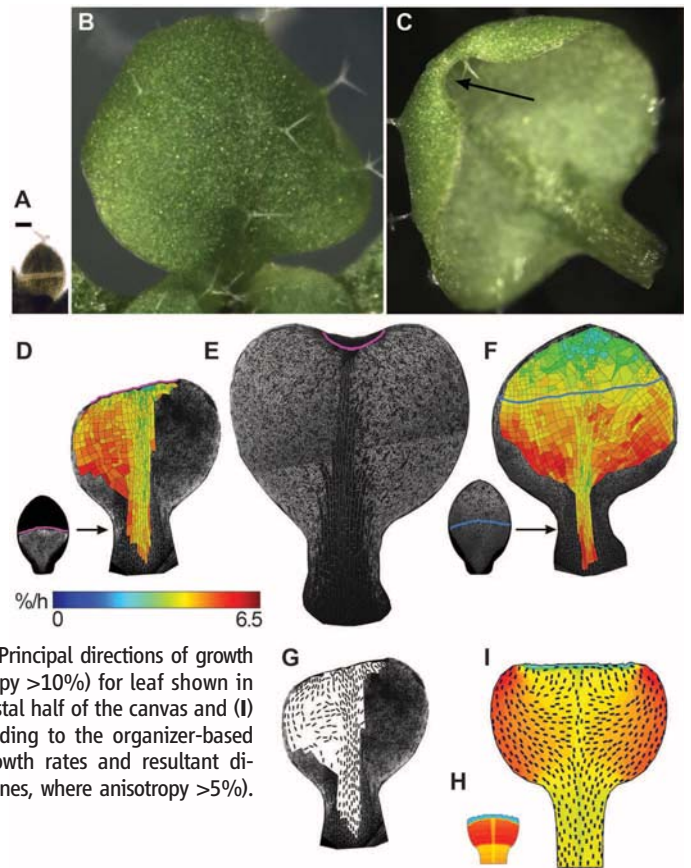 B
C
A
D
E
F
%/h
0
6.5
Principal directions of growth
py >10%) for leaf shown in
stal half of the canvas and (I)
ding to the organizer-based
owth rates and resultant di-
nes, where anisotropy >5%).
G
I
H